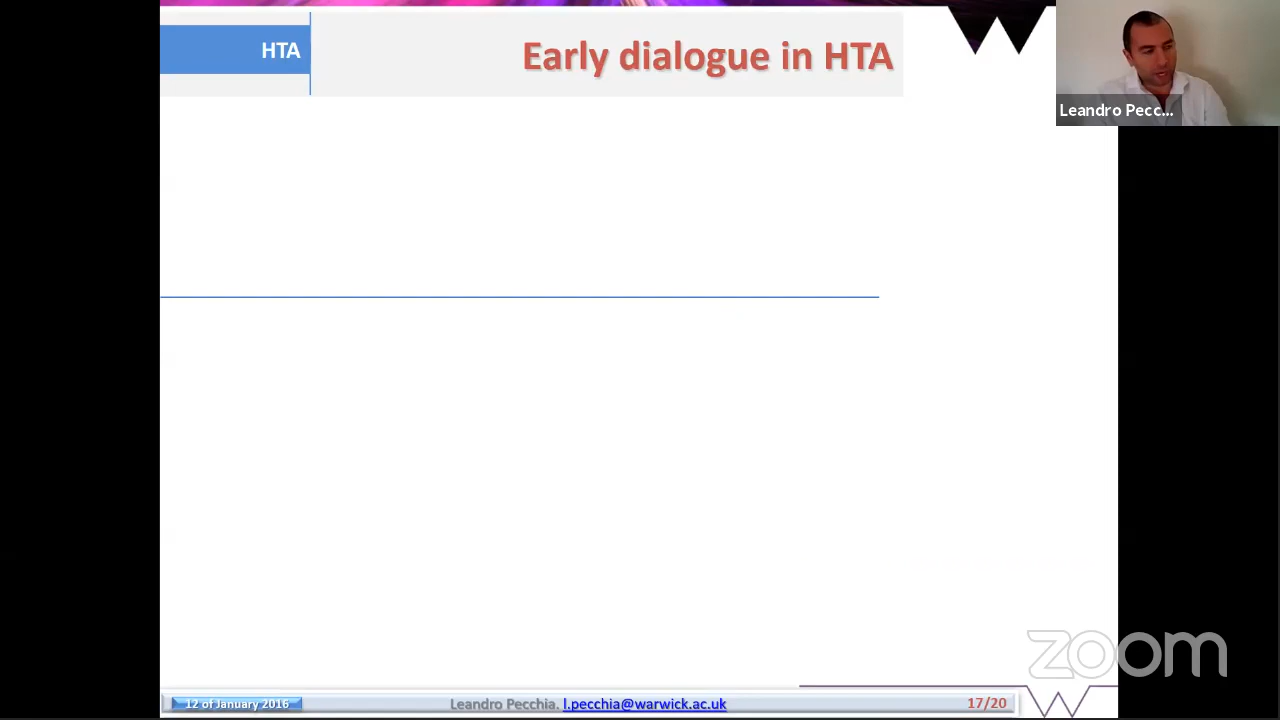 HTA
Early dialogue in HTA
Leandro Pecc...
zoom
12 of January 2016
Leandro Pecchia. l.pecchia@warwick.ac.uk
17/20